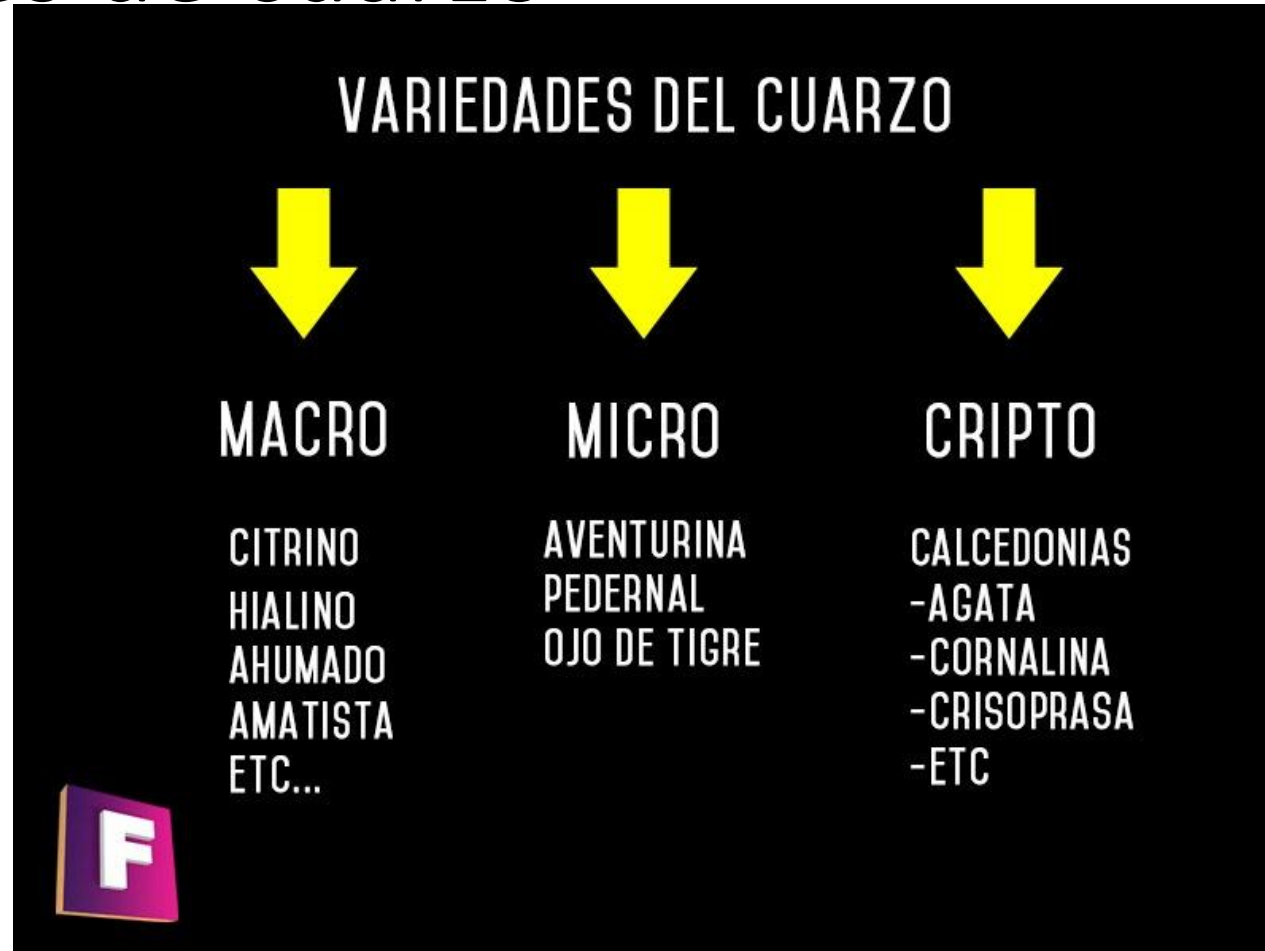 VARIEDADES DEL CUARZO
MACRO
CITRINO
HIALINO
AHUMADO
AMATISTA
ETC...
MICRO
AVENTURINA
PEDERNAL
OJO DE TIGRE
CRIPTO
CALCEDONIAS
-AGATA
-CORNALINA
-CRISOPRASA
-ETC
F